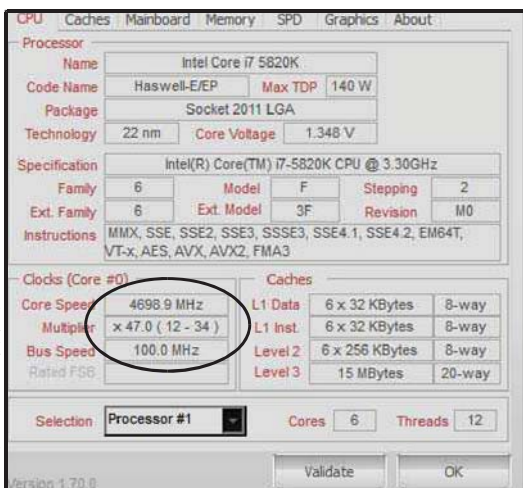 CPU Caches Mainboard Memory SPD Graphics About
Processor
Name Intel Core i7 5820K
Code Name Haswell-E/EP Max TDP 140 W
Package Socket 2011 LGA
Technology 22 nm Core Voltage 1.348 V
Specification Intel(R) Core(TM) i7-5820K CPU @ 3.30GHz
Family 6 Model F Stepping 2
Ext. Family 6 Ext. Model 3F Revision M0
Instructions MMX, SSE, SSE2, SSE3, SSSE3, SSE4.1, SSE4.2, EM64T,
VT-x, AES, AVX, AVX2, FMA3
Clocks (Core #0) Caches
Core Speed 4698.9 MHz L1 Data 6 x 32 KBytes 8-way
Multiplier x 47.0 ( 12 - 34 ) L1 Inst. 6 x 32 KBytes 8-way
Bus Speed 100.0 MHz Level 2 6 x 256 KBytes 8-way
Rated FSB Level 3 15 MBytes 20-way
Selection Processor #1 Cores 6 Threads 12
Version 1.70.0 Validate OK